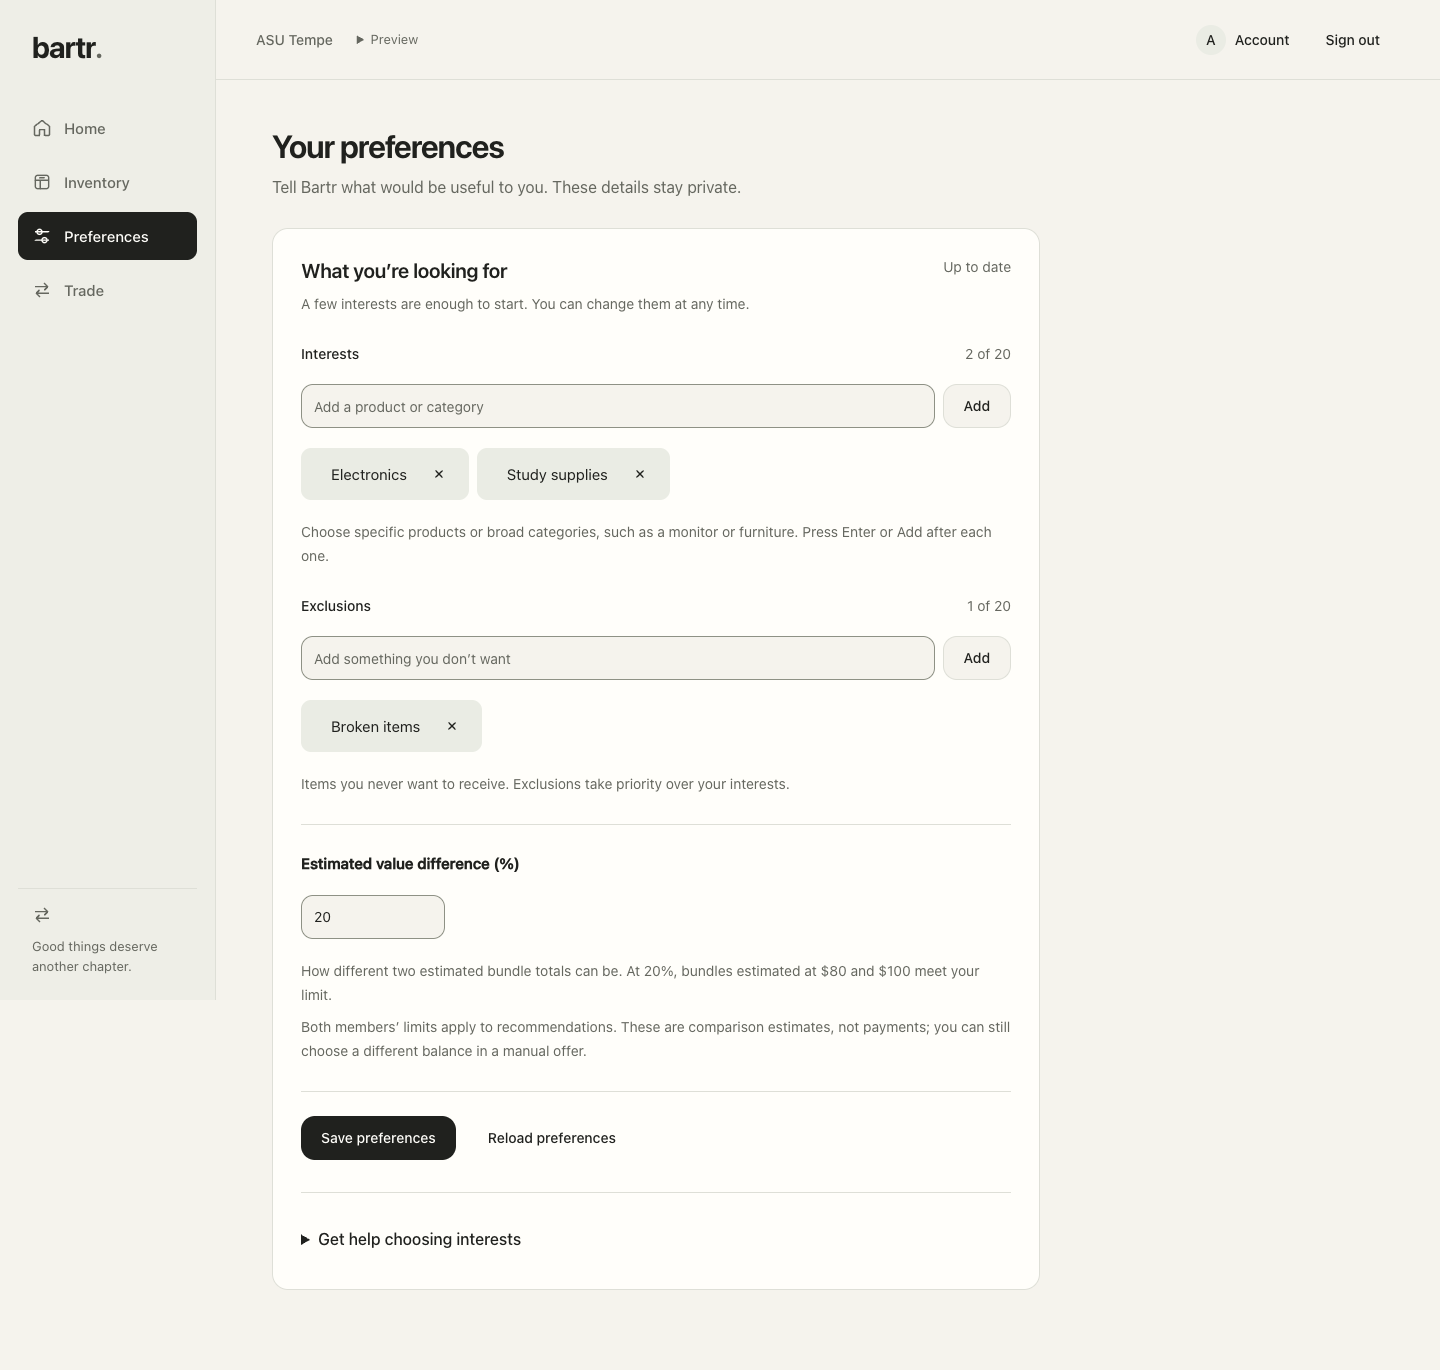 bartr.
Home
Inventory
Preferences
Trade
Good things deserve
another chapter.
ASU Tempe
Preview
A
Account
Sign out
Your preferences
Tell Bartr what would be useful to you. These details stay private.
What you’re looking for
Up to date
A few interests are enough to start. You can change them at any time.
Interests
2 of 20
Add a product or category
Add
Electronics ×
Study supplies ×
Choose specific products or broad categories, such as a monitor or furniture. Press Enter or Add after each
one.
Exclusions
1 of 20
Add something you don’t want
Add
Broken items ×
Items you never want to receive. Exclusions take priority over your interests.
Estimated value difference (%)
20
How different two estimated bundle totals can be. At 20%, bundles estimated at $80 and $100 meet your
limit.
Both members’ limits apply to recommendations. These are comparison estimates, not payments; you can still
choose a different balance in a manual offer.
Save preferences
Reload preferences
Get help choosing interests